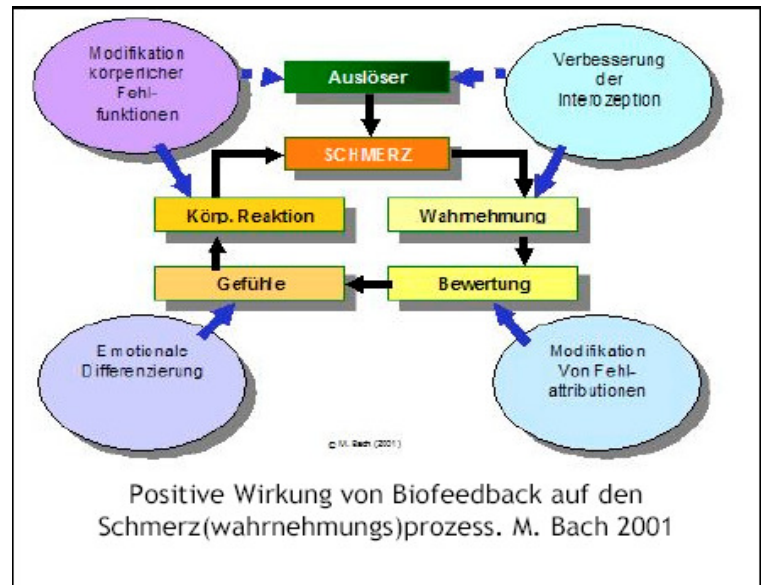 Modifikation
körperlicher
Fehl-
funktionen
Auslöser
Verbesserung
der
Interozeption
SCHMERZ
Körp. Reaktion
Wahrnehmung
Gefühle
Bewertung
Emotionale
Differenzierung
Modifikation
Von Fehl-
attributionen
© M. Bach (2001)
Positive Wirkung von Biofeedback auf den
Schmerz(wahrnehmungs)prozess. M. Bach 2001